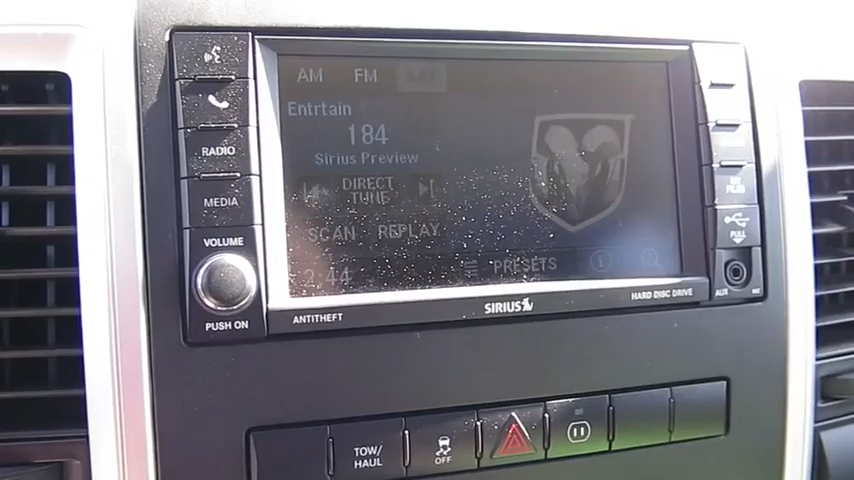 AM FM SAT
RADIO
MEDIA
VOLUME
PUSH ON
Entrtain
184
Sirius Preview
DIRECT
TUNE
SCAN REPLAY
2:44
PRESETS
MY
FILES
PULL
AUX
ANTITHEFT
SIRIUS
HARD DISC DRIVE
TOW/
HAUL
OFF